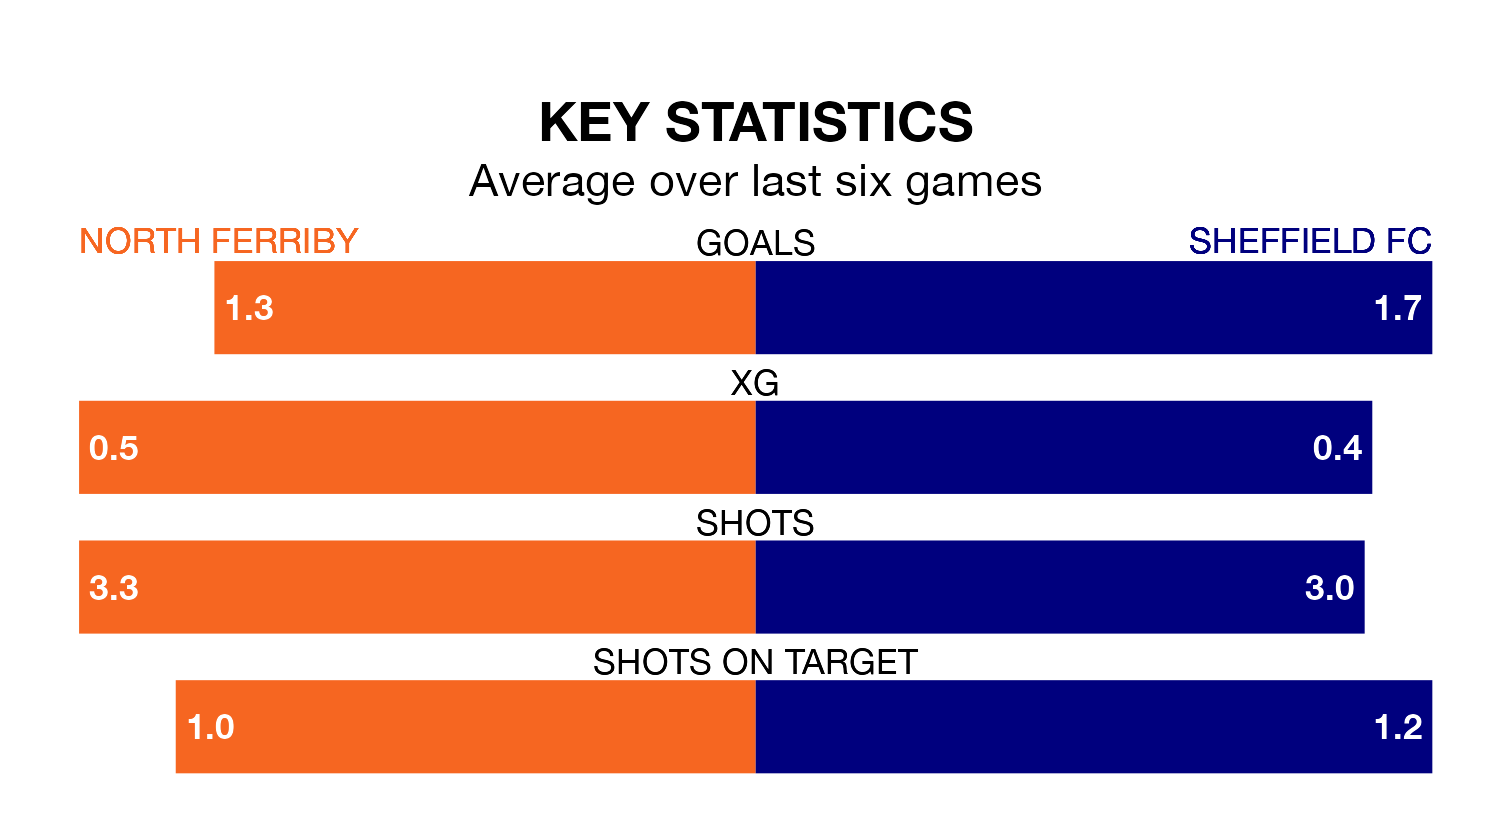 KEY STATISTICS
Average over last six games
NORTH FERRIBY GOALS SHEFFIELD FC
1.3 1.7
XG
0.5 0.4
SHOTS
3.3 3.0
SHOTS ON TARGET
1.0 1.2